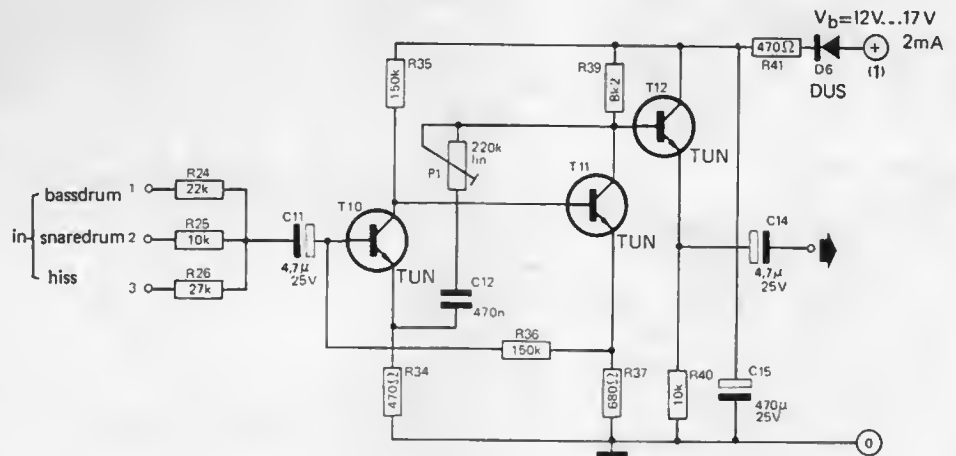 V_b=12V...17V
2mA
470Ω
R41
D6
DUS
+
(1)
R35
150k
R39
8k2
T12
TUN
220k
lin
P1
T11
TUN
in
bassdrum 1
R24
22k
snaredrum 2
R25
10k
hiss
3
R26
27k
C11
4,7µ
25V
T10
TUN
C12
470n
C14
4,7µ
25V
R36
150k
R34
470Ω
R37
680Ω
R40
10k
C15
470µ
25V
0